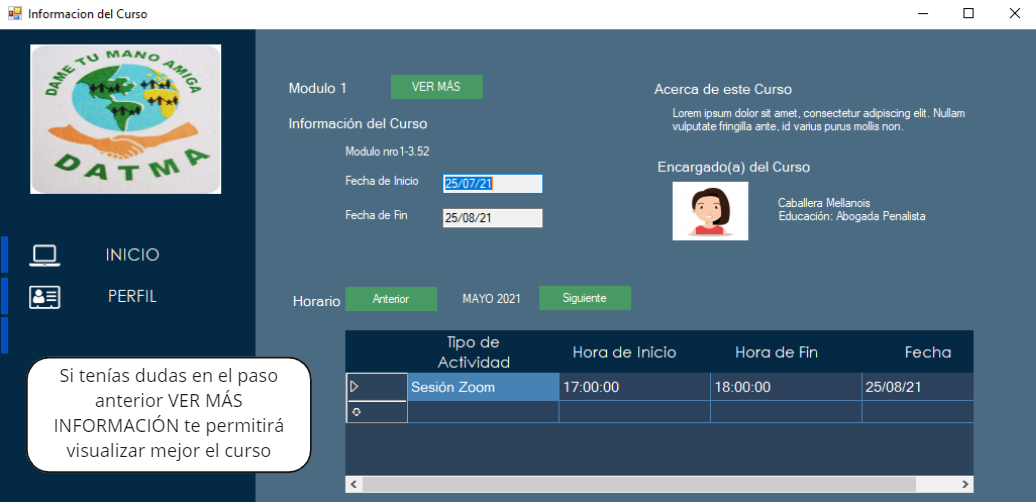 Informacion del Curso
DAME TU MANO AMIGA
DATMA
INICIO
PERFIL
Si tenías dudas en el paso
anterior VER MÁS
INFORMACIÓN te permitirá
visualizar mejor el curso
Modulo 1
VER MÁS
Información del Curso
Modulo nro1-3.52
Fecha de Inicio 25/07/21
Fecha de Fin 25/08/21
Acerca de este Curso
Lorem ipsum dolor sit amet, consectetur adipiscing elit. Nullam
vulputate fringilla ante, id varius purus mollis non.
Encargado(a) del Curso
Caballera Mellanois
Educación: Abogada Penalista
Horario Anterior MAYO 2021 Siguiente
Tipo de
Actividad Hora de Inicio Hora de Fin Fecha
Sesión Zoom 17:00:00 18:00:00 25/08/21